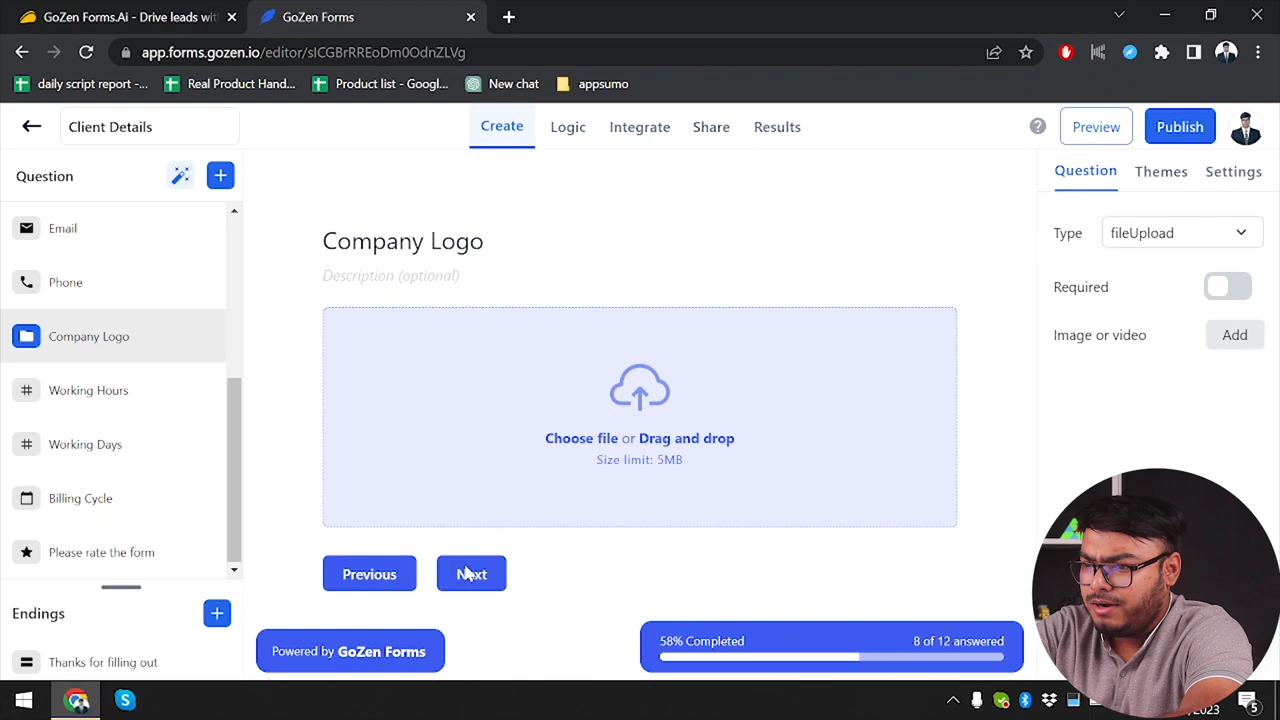 GoZen Forms.Ai - Drive leads wit
GoZen Forms
app.forms.gozen.io/editor/slCGBrRREoDm0OdnZLVg
daily script report -...
Real Product Hand...
Product list - Googl...
New chat
appsumo
Client Details
Create
Logic
Integrate
Share
Results
Preview
Publish
Question
Email
Phone
Company Logo
Working Hours
Working Days
Billing Cycle
Please rate the form
Endings
Thanks for filling out
Company Logo
Description (optional)
Choose file or Drag and drop
Size limit: 5MB
Previous
Next
Powered by GoZen Forms
58% Completed
8 of 12 answered
Question
Themes
Settings
Type
fileUpload
Required
Image or video
Add
2023
5